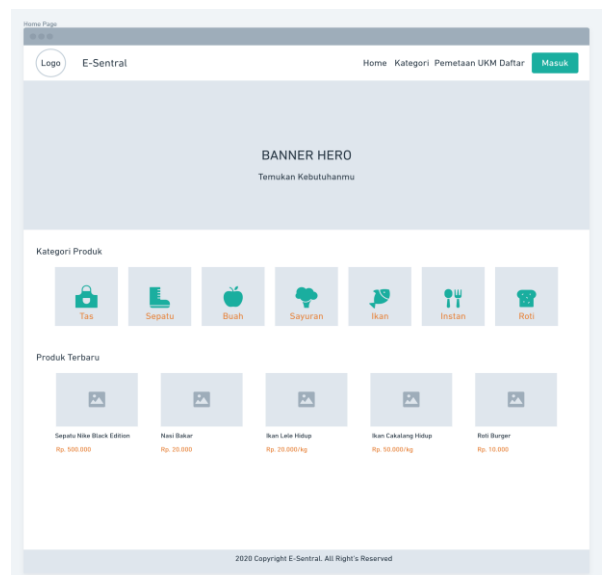 Home Page
Logo E-Sentral Home Kategori Pemetaan UKM Daftar Masuk
BANNER HERO
Temukan Kebutuhanmu
Kategori Produk
Tas Sepatu Buah Sayuran Ikan Instan Roti
Produk Terbaru
Sepatu Nike Black Edition Nasi Bakar Ikan Lele Hidup Ikan Cakalang Hidup Roti Burger
Rp. 500.000 Rp. 20.000 Rp. 20.000/kg Rp. 50.000/kg Rp. 10.000
2020 Copyright E-Sentral. All Right's Reserved